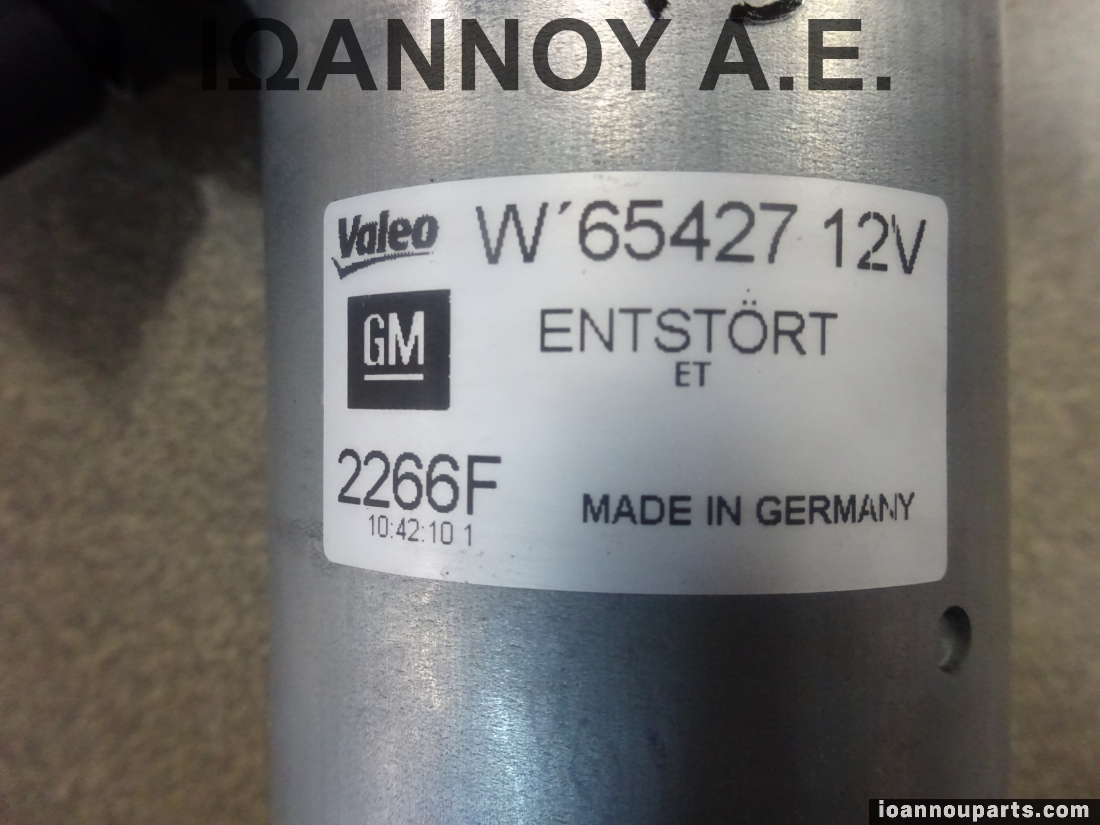 ΙΩΑΝΝΟΥ Α.Ε.
Valeo W´65427 12V
GM ENTSTÖRT
ET
2266F
10:42:10 1
MADE IN GERMANY
ioannouparts.com